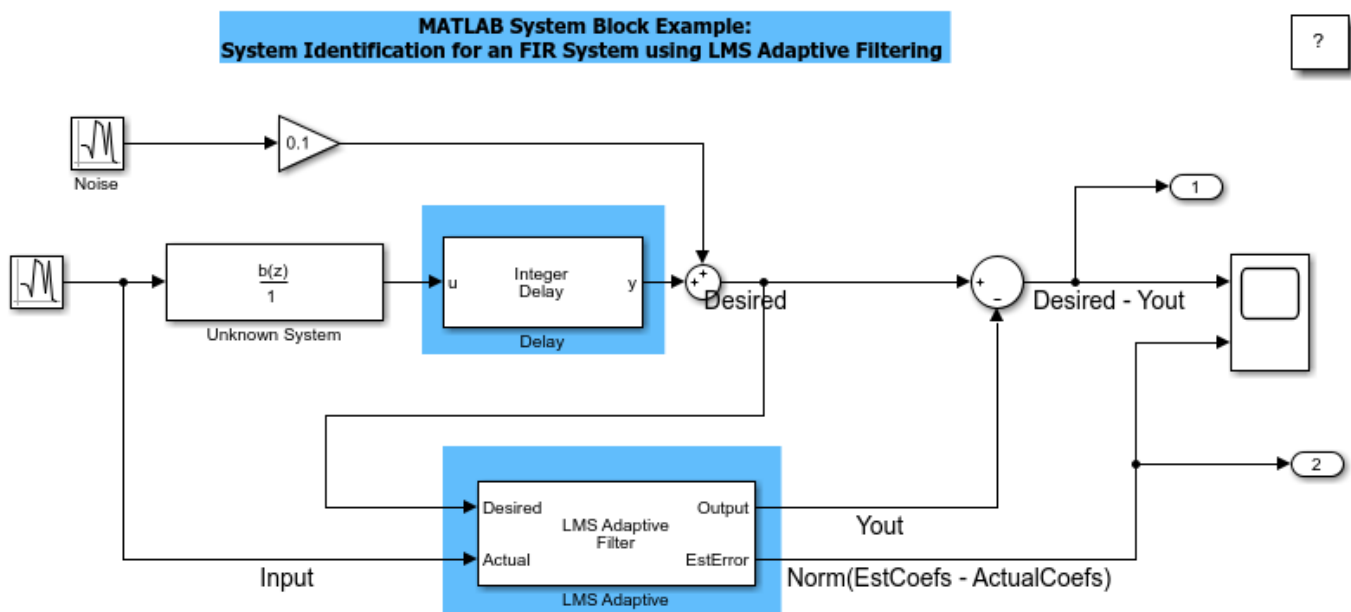 MATLAB System Block Example:
System Identification for an FIR System using LMS Adaptive Filtering
?
0.1
Noise
1
b(z)
1
Unknown System
u
Integer
Delay
y
Delay
+
+
Desired
+
-
Desired - Yout
2
Desired
Actual
LMS Adaptive
Filter
Output
EstError
LMS Adaptive
Input
Yout
Norm(EstCoefs - ActualCoefs)